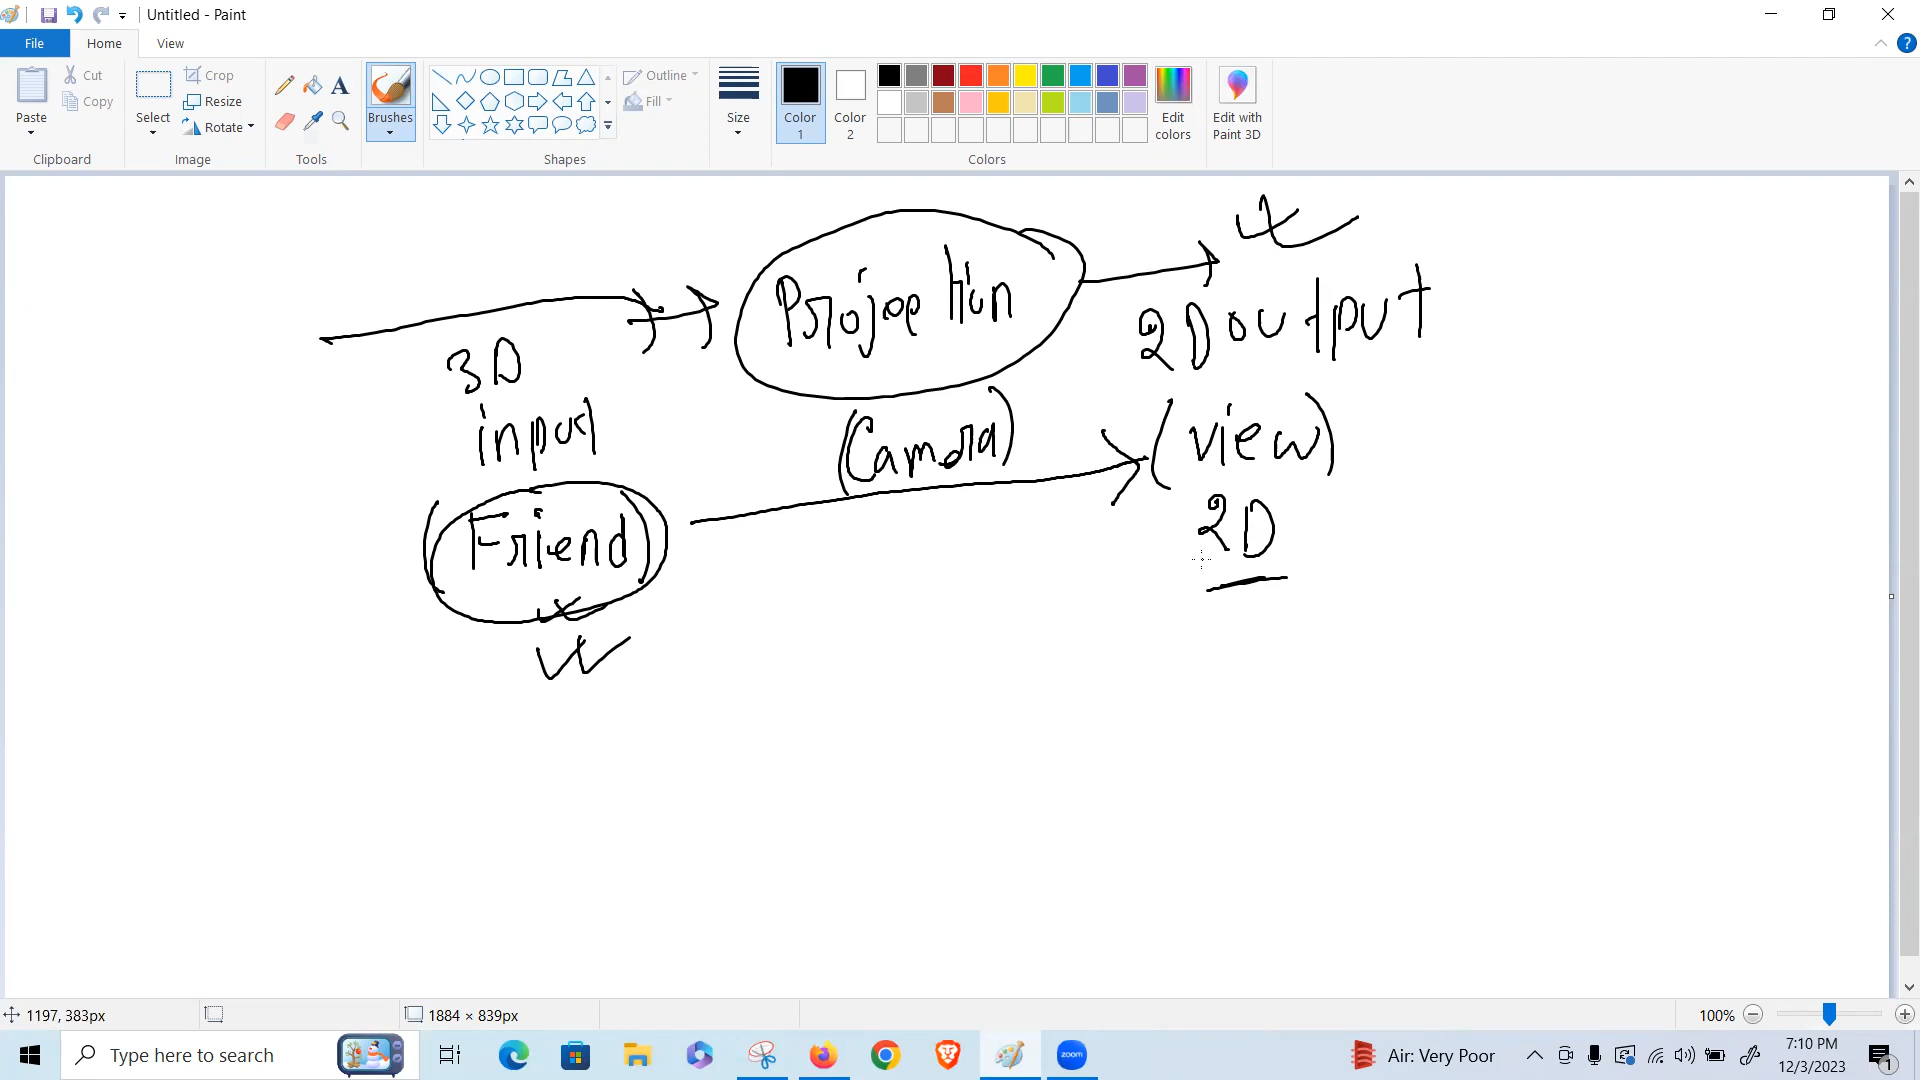 Untitled - Paint
File Home View
Cut
Copy
Paste
Clipboard
Crop
Resize
Rotate
Select
Image
Tools
Brushes
Outline
Fill
Shapes
Size
Color 1
Color 2
Edit colors
Edit with Paint 3D
Colors
Projection
3D
input
2D output
(Camera)
(view)
(Friend)
2D
1197, 383px
1884 × 839px
100%
Type here to search
zoom
Air: Very Poor
7:10 PM
12/3/2023
1